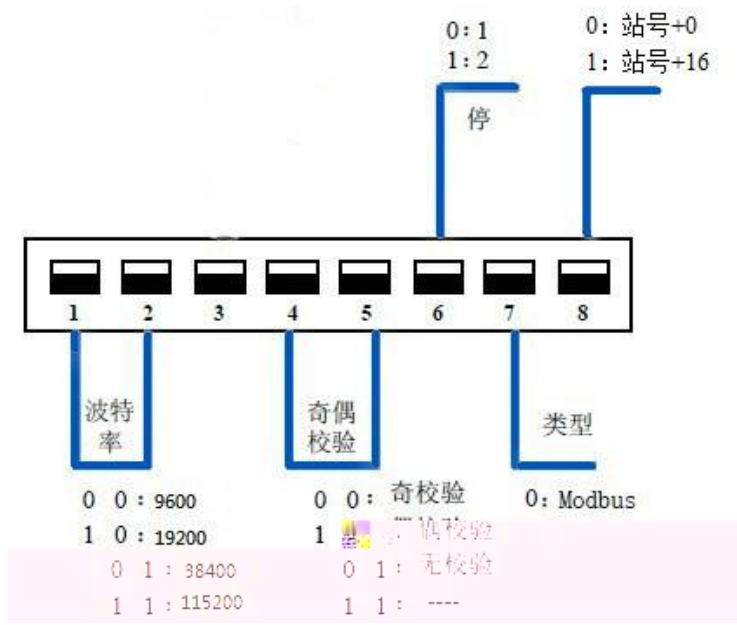 0:1
1:2
停
0: 站号+0
1: 站号+16
1 2 3 4 5 6 7 8
波特
率
奇偶
校验
类型
0 0: 9600
1 0: 19200
0 1: 38400
1 1: 115200
0 0: 奇校验
1 : 偶校验
0 1: 无校验
1 1: ----
0: Modbus